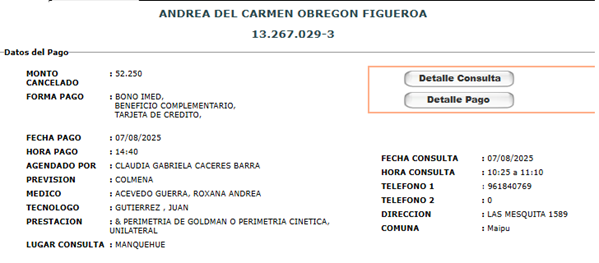 ANDREA DEL CARMEN OBREGON FIGUEROA
13.267.029-3
Datos del Pago
MONTO CANCELADO : 52.250
FORMA PAGO : BONO IMED,
BENEFICIO COMPLEMENTARIO,
TARJETA DE CREDITO,
FECHA PAGO : 07/08/2025
HORA PAGO : 14:40
AGENDADO POR : CLAUDIA GABRIELA CACERES BARRA
PREVISION : COLMENA
MEDICO : ACEVEDO GUERRA, ROXANA ANDREA
TECNOLOGO : GUTIERREZ , JUAN
PRESTACION : & PERIMETRIA DE GOLDMAN O PERIMETRIA CINETICA,
UNILATERAL
LUGAR CONSULTA : MANQUEHUE
Detalle Consulta
Detalle Pago
FECHA CONSULTA : 07/08/2025
HORA CONSULTA : 10:25 a 11:10
TELEFONO 1 : 961840769
TELEFONO 2 : 0
DIRECCION : LAS MESQUITA 1589
COMUNA : Maipu